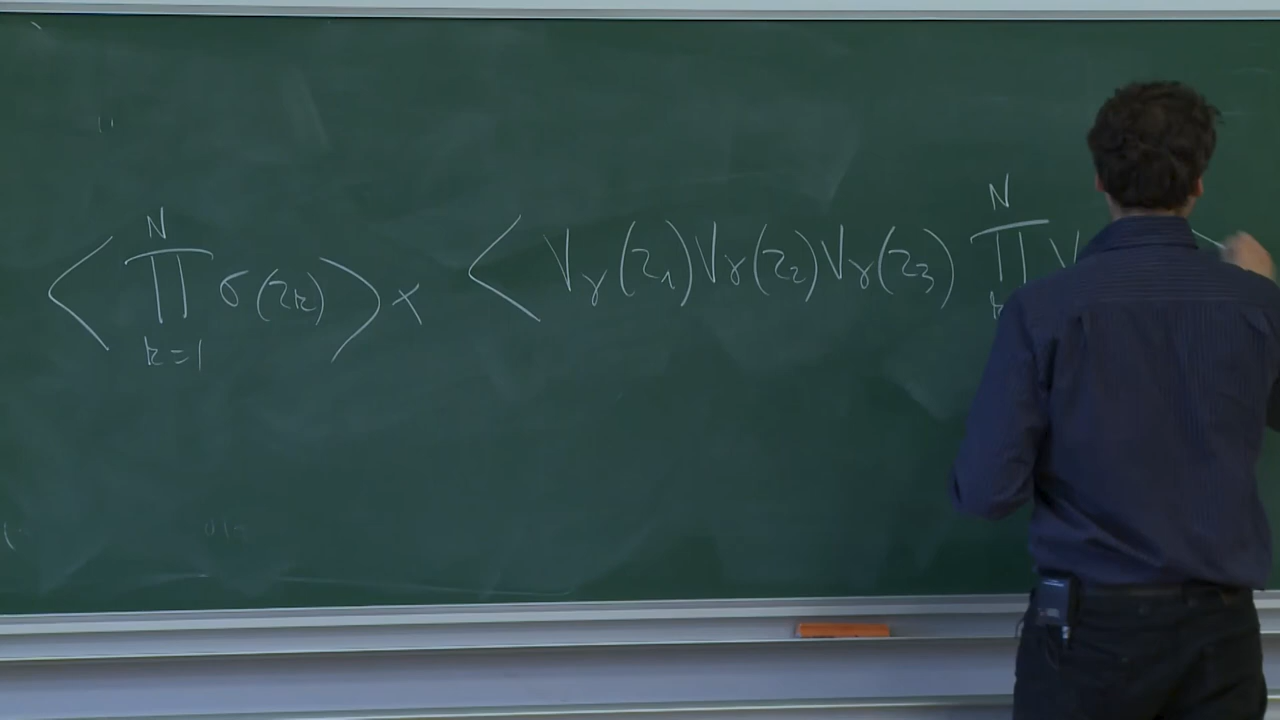 ⟨ ∏_{k=1}^{N} σ(z_k) ⟩ × ⟨ V_γ(z_1) V_γ(z_2) V_γ(z_3) ∏^{N} V